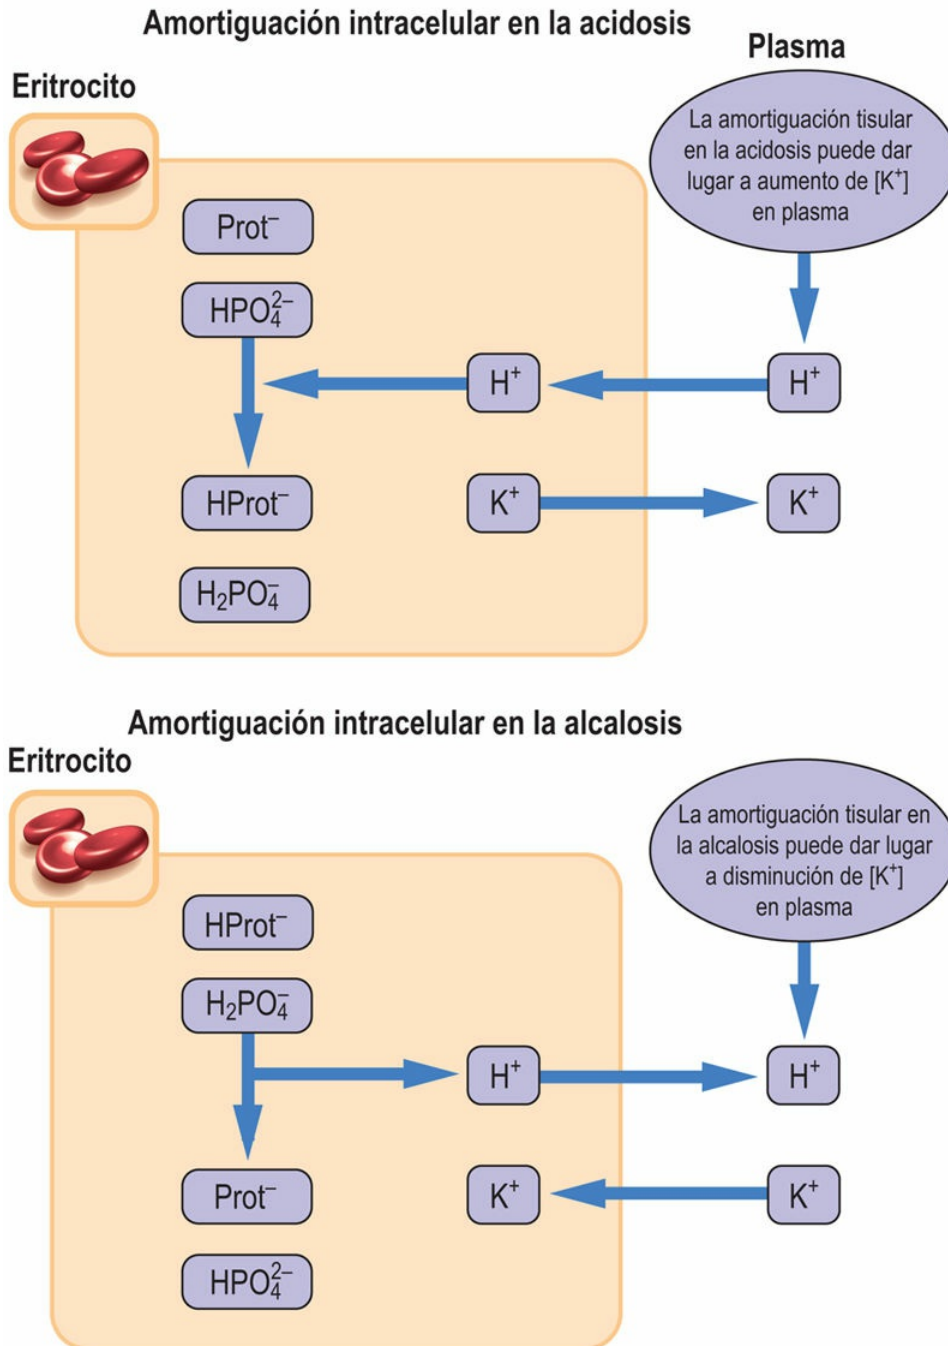 Amortiguación intracelular en la acidosis
Plasma
Eritrocito
La amortiguación tisular
en la acidosis puede dar
lugar a aumento de [K⁺]
en plasma
Prot⁻
HPO₄²⁻
H⁺
H⁺
HProt⁻
K⁺
K⁺
H₂PO₄⁻
Amortiguación intracelular en la alcalosis
Eritrocito
La amortiguación tisular en
la alcalosis puede dar lugar
a disminución de [K⁺]
en plasma
HProt⁻
H₂PO₄⁻
H⁺
H⁺
Prot⁻
K⁺
K⁺
HPO₄²⁻